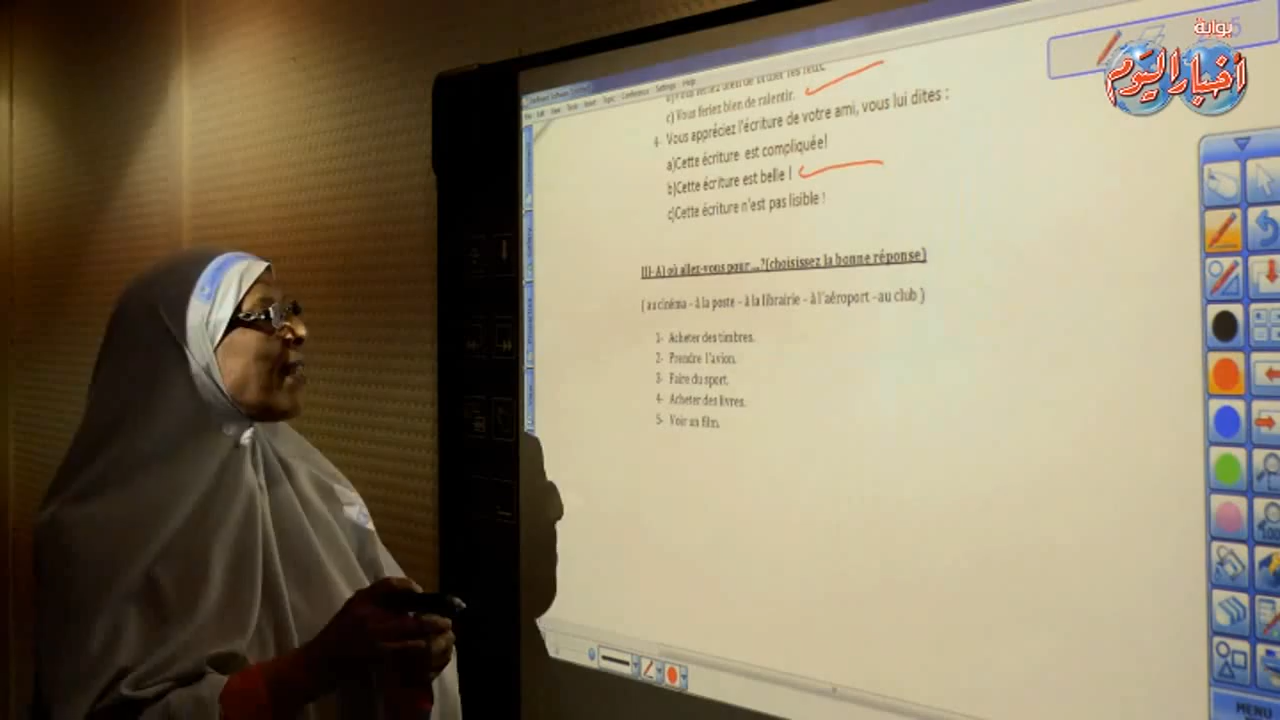 بوابة
أخبار اليوم
c) Vous feriez bien de ralentir.
4- Vous appréciez l'écriture de votre ami, vous lui dites :
a)Cette écriture est compliquée!
b)Cette écriture est belle !
c)Cette écriture n'est pas lisible !
III-A) où allez-vous pour...?(choisissez la bonne réponse)
( au cinéma - à la poste - à la librairie - à l'aéroport -au club )
1- Acheter des timbres.
2- Prendre l'avion.
3- Faire du sport.
4- Acheter des livres.
5- Voir un film.
MENU